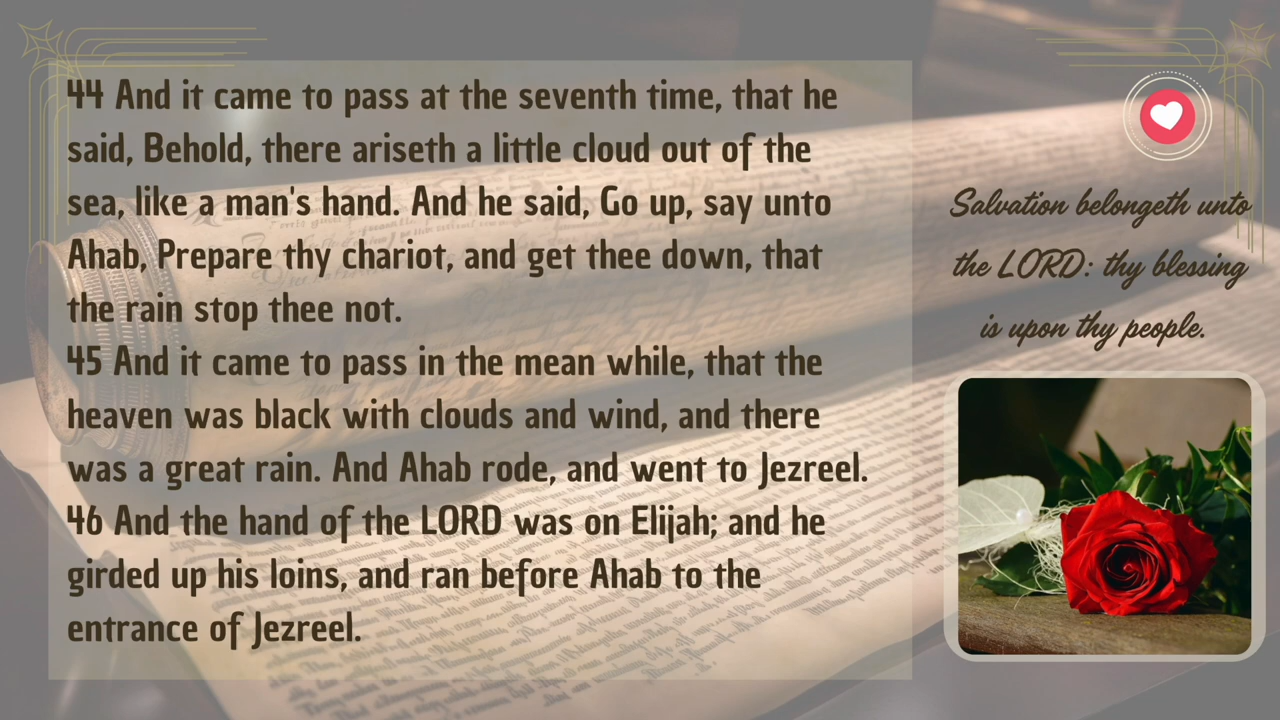 44 And it came to pass at the seventh time, that he
said, Behold, there ariseth a little cloud out of the
sea, like a man's hand. And he said, Go up, say unto
Ahab, Prepare thy chariot, and get thee down, that
the rain stop thee not.
45 And it came to pass in the mean while, that the
heaven was black with clouds and wind, and there
was a great rain. And Ahab rode, and went to Jezreel.
46 And the hand of the LORD was on Elijah; and he
girded up his loins, and ran before Ahab to the
entrance of Jezreel.
Salvation belongeth unto
the LORD: thy blessing
is upon thy people.